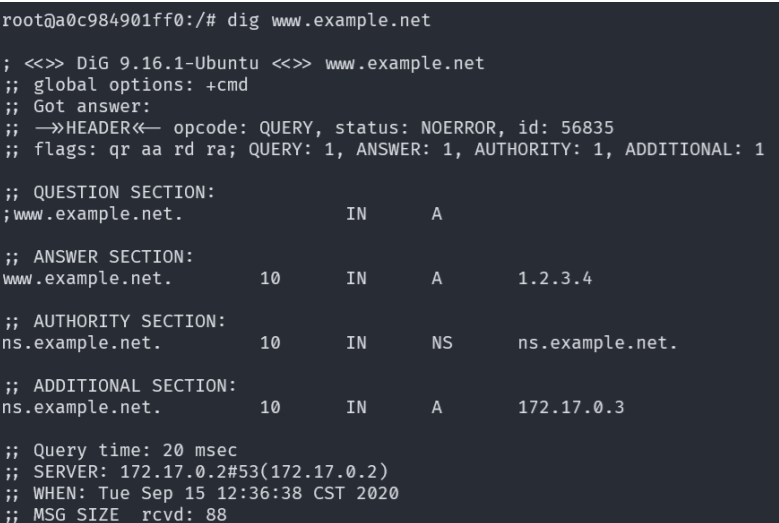 root@a0c984901ff0:/# dig www.example.net
; <<>> DiG 9.16.1-Ubuntu <<>> www.example.net
;; global options: +cmd
;; Got answer:
;; ->>HEADER<<- opcode: QUERY, status: NOERROR, id: 56835
;; flags: qr aa rd ra; QUERY: 1, ANSWER: 1, AUTHORITY: 1, ADDITIONAL: 1
;; QUESTION SECTION:
;www.example.net. IN A
;; ANSWER SECTION:
www.example.net. 10 IN A 1.2.3.4
;; AUTHORITY SECTION:
ns.example.net. 10 IN NS ns.example.net.
;; ADDITIONAL SECTION:
ns.example.net. 10 IN A 172.17.0.3
;; Query time: 20 msec
;; SERVER: 172.17.0.2#53(172.17.0.2)
;; WHEN: Tue Sep 15 12:36:38 CST 2020
;; MSG SIZE rcvd: 88